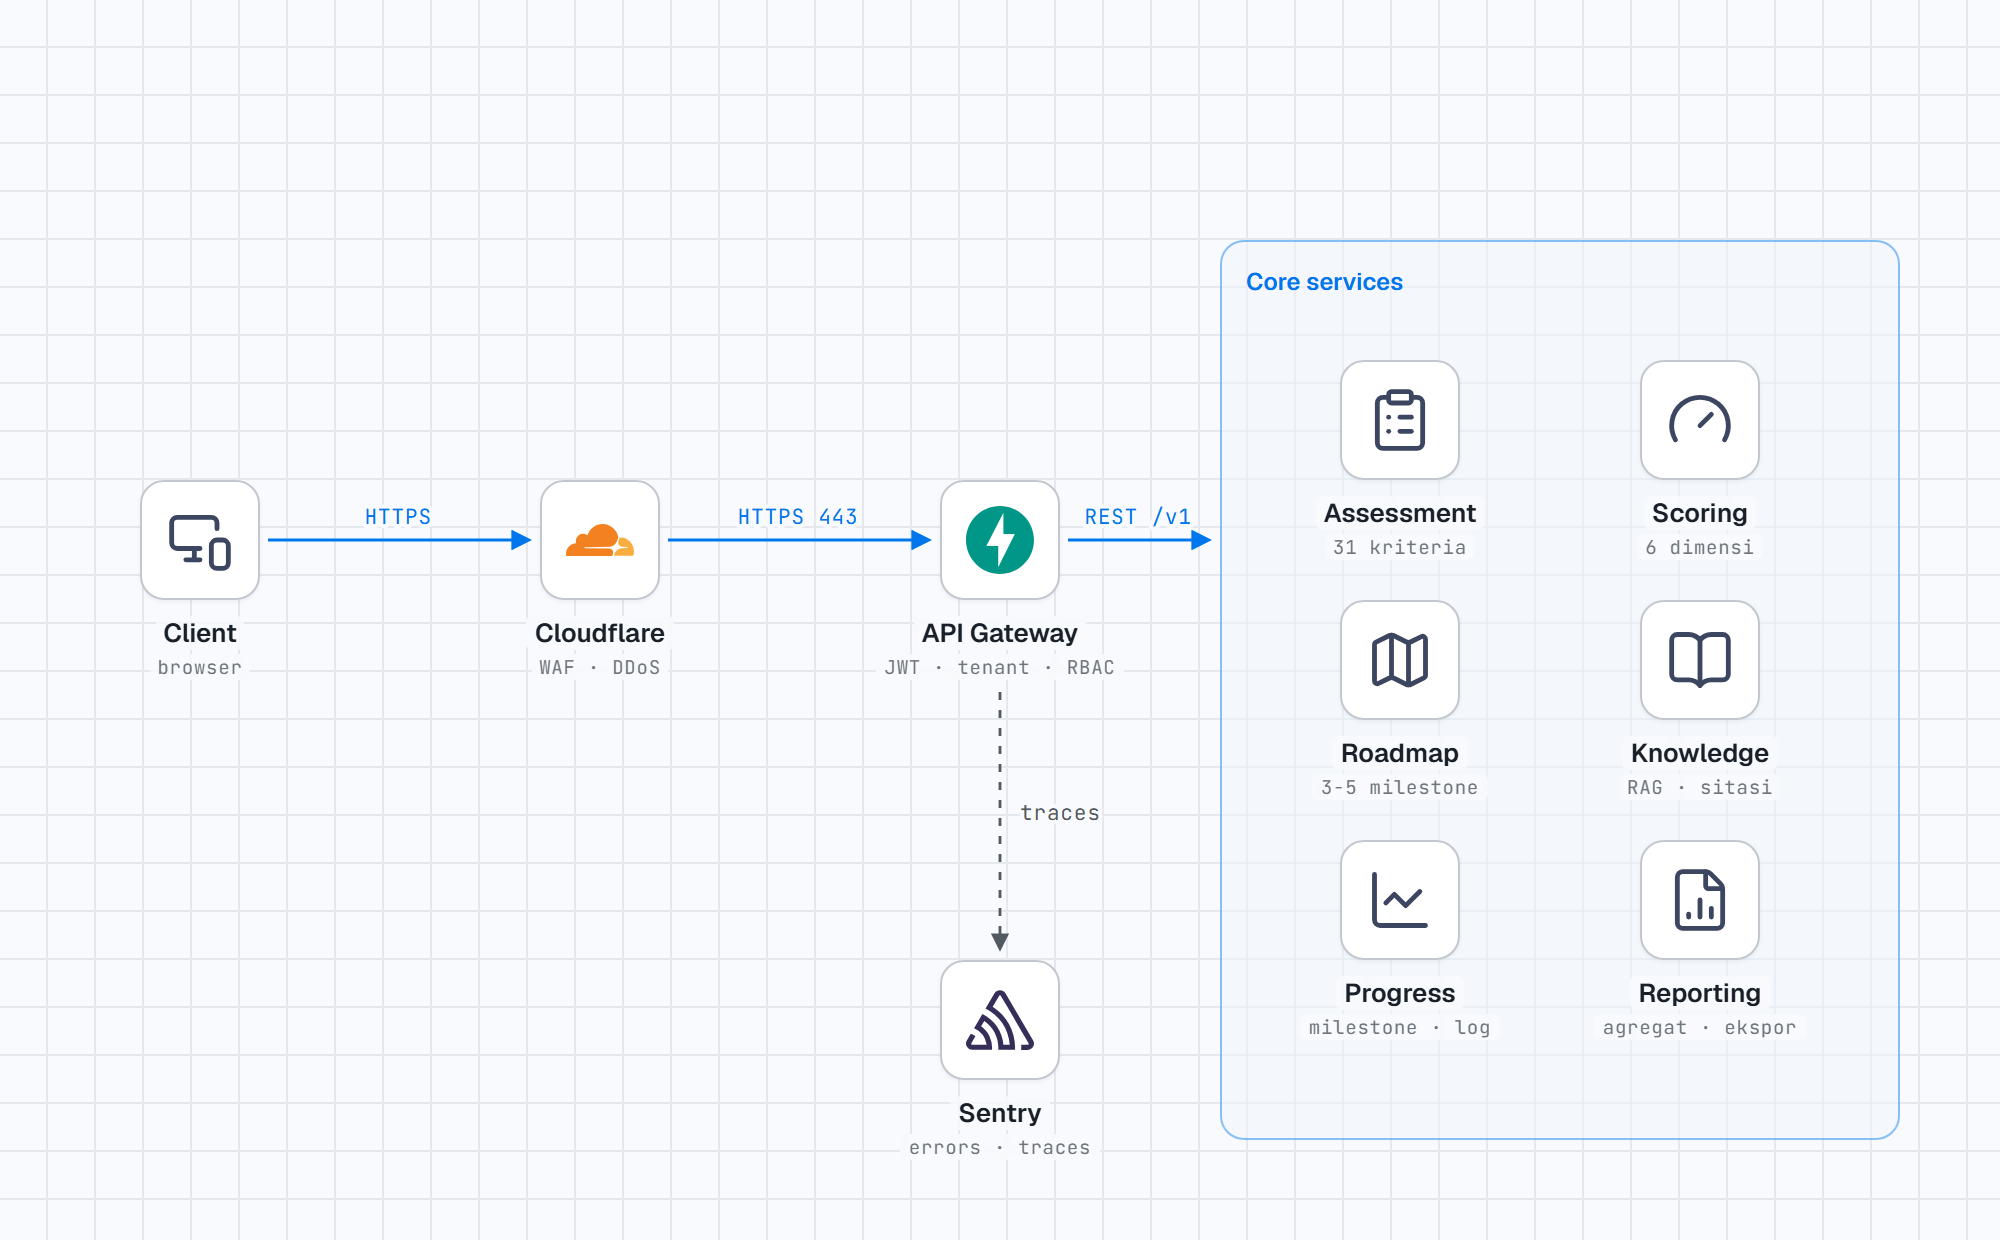 Core services
Assessment
31 kriteria
Scoring
6 dimensi
HTTPS
HTTPS 443
REST /v1
Client
browser
Cloudflare
WAF · DDoS
API Gateway
JWT · tenant · RBAC
Roadmap
3-5 milestone
Knowledge
RAG · sitasi
traces
Progress
milestone · log
Reporting
agregat · ekspor
Sentry
errors · traces